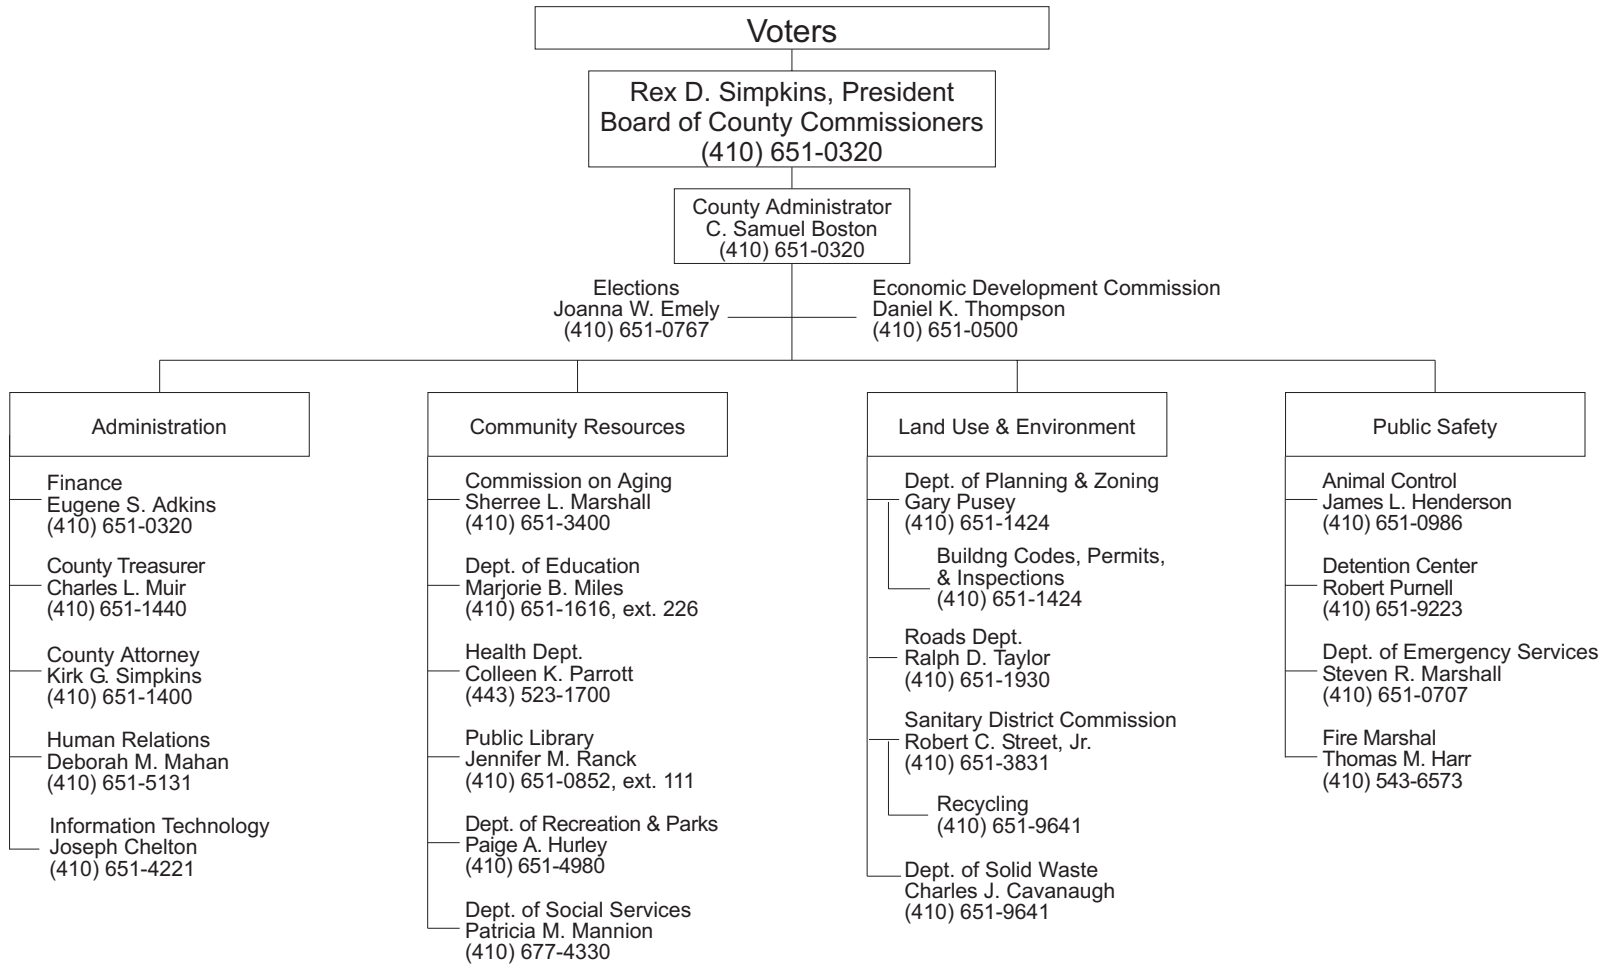 Voters
Rex D. Simpkins, President
Board of County Commissioners
(410) 651-0320
County Administrator
C. Samuel Boston
(410) 651-0320
Elections
Joanna W. Emely
(410) 651-0767
Economic Development Commission
Daniel K. Thompson
(410) 651-0500
Administration
Finance
Eugene S. Adkins
(410) 651-0320
County Treasurer
Charles L. Muir
(410) 651-1440
County Attorney
Kirk G. Simpkins
(410) 651-1400
Human Relations
Deborah M. Mahan
(410) 651-5131
Information Technology
Joseph Chelton
(410) 651-4221
Community Resources
Commission on Aging
Sherree L. Marshall
(410) 651-3400
Dept. of Education
Marjorie B. Miles
(410) 651-1616, ext. 226
Health Dept.
Colleen K. Parrott
(443) 523-1700
Public Library
Jennifer M. Ranck
(410) 651-0852, ext. 111
Dept. of Recreation & Parks
Paige A. Hurley
(410) 651-4980
Dept. of Social Services
Patricia M. Mannion
(410) 677-4330
Land Use & Environment
Dept. of Planning & Zoning
Gary Pusey
(410) 651-1424
Buildng Codes, Permits,
& Inspections
(410) 651-1424
Roads Dept.
Ralph D. Taylor
(410) 651-1930
Sanitary District Commission
Robert C. Street, Jr.
(410) 651-3831
Recycling
(410) 651-9641
Dept. of Solid Waste
Charles J. Cavanaugh
(410) 651-9641
Public Safety
Animal Control
James L. Henderson
(410) 651-0986
Detention Center
Robert Purnell
(410) 651-9223
Dept. of Emergency Services
Steven R. Marshall
(410) 651-0707
Fire Marshal
Thomas M. Harr
(410) 543-6573